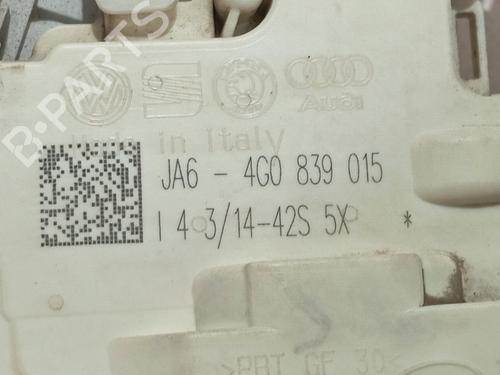 B-PARTS
Audi
Made in Italy
JA6 - 4G0 839 015
I 4 3/14-42S 5X *
>PBT GF 30<